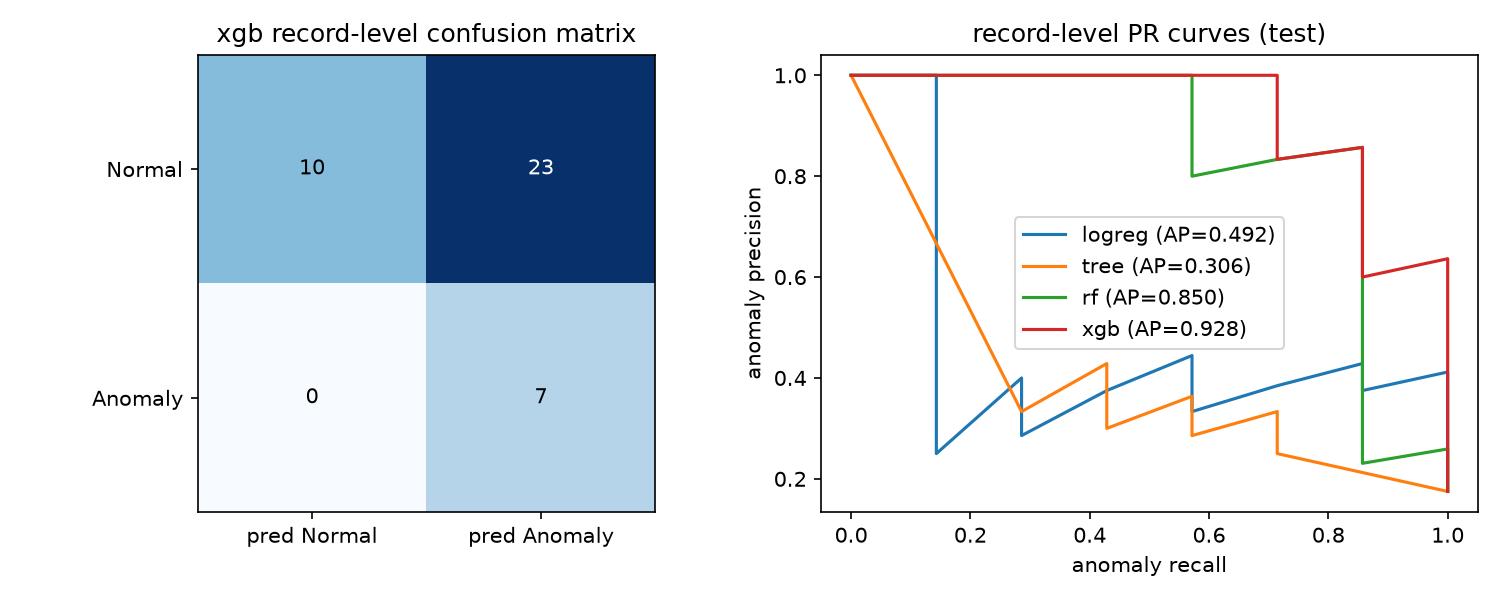 xgb record-level confusion matrix
Normal
10
23
Anomaly
0
7
pred Normal
pred Anomaly
record-level PR curves (test)
anomaly precision
1.0
0.8
0.6
0.4
0.2
logreg (AP=0.492)
tree (AP=0.306)
rf (AP=0.850)
xgb (AP=0.928)
0.0
0.2
0.4
0.6
0.8
1.0
anomaly recall